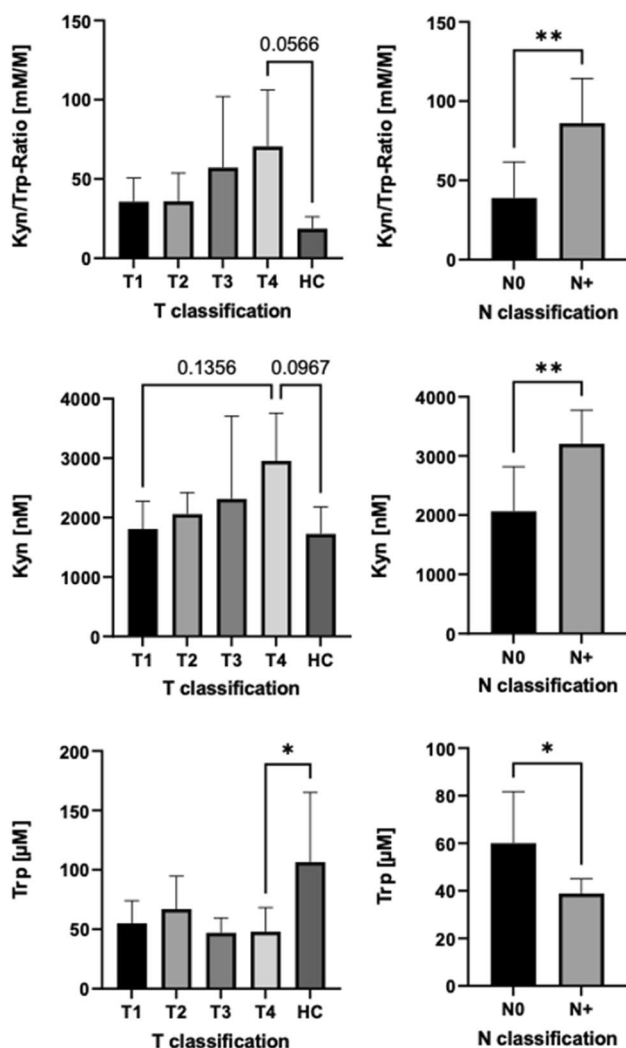 Kyn/Trp-Ratio [mM/M]
150
100
50
0
0.0566
T1 T2 T3 T4 HC
T classification
Kyn/Trp-Ratio [mM/M]
150
100
50
0
**
N0 N+
N classification
Kyn [nM]
4000
3000
2000
1000
0
0.1356 0.0967
T1 T2 T3 T4 HC
T classification
Kyn [nM]
4000
3000
2000
1000
0
**
N0 N+
N classification
Trp [µM]
200
150
100
50
0
*
T1 T2 T3 T4 HC
T classification
Trp [µM]
100
80
60
40
20
0
*
N0 N+
N classification